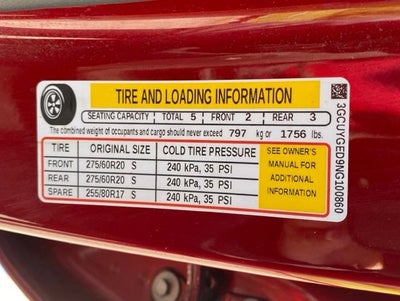 TIRE AND LOADING INFORMATION
SEATING CAPACITY TOTAL 5 FRONT 2 REAR 3
The combined weight of occupants and cargo should never exceed 797 kg or 1756 lbs.
TIRE ORIGINAL SIZE COLD TIRE PRESSURE
FRONT 275/60R20 S 240 kPa, 35 PSI
REAR 275/60R20 S 240 kPa, 35 PSI
SPARE 255/80R17 S 240 kPa, 35 PSI
SEE OWNER'S
MANUAL FOR
ADDITIONAL
INFORMATION
3GCUYGED9NG100860